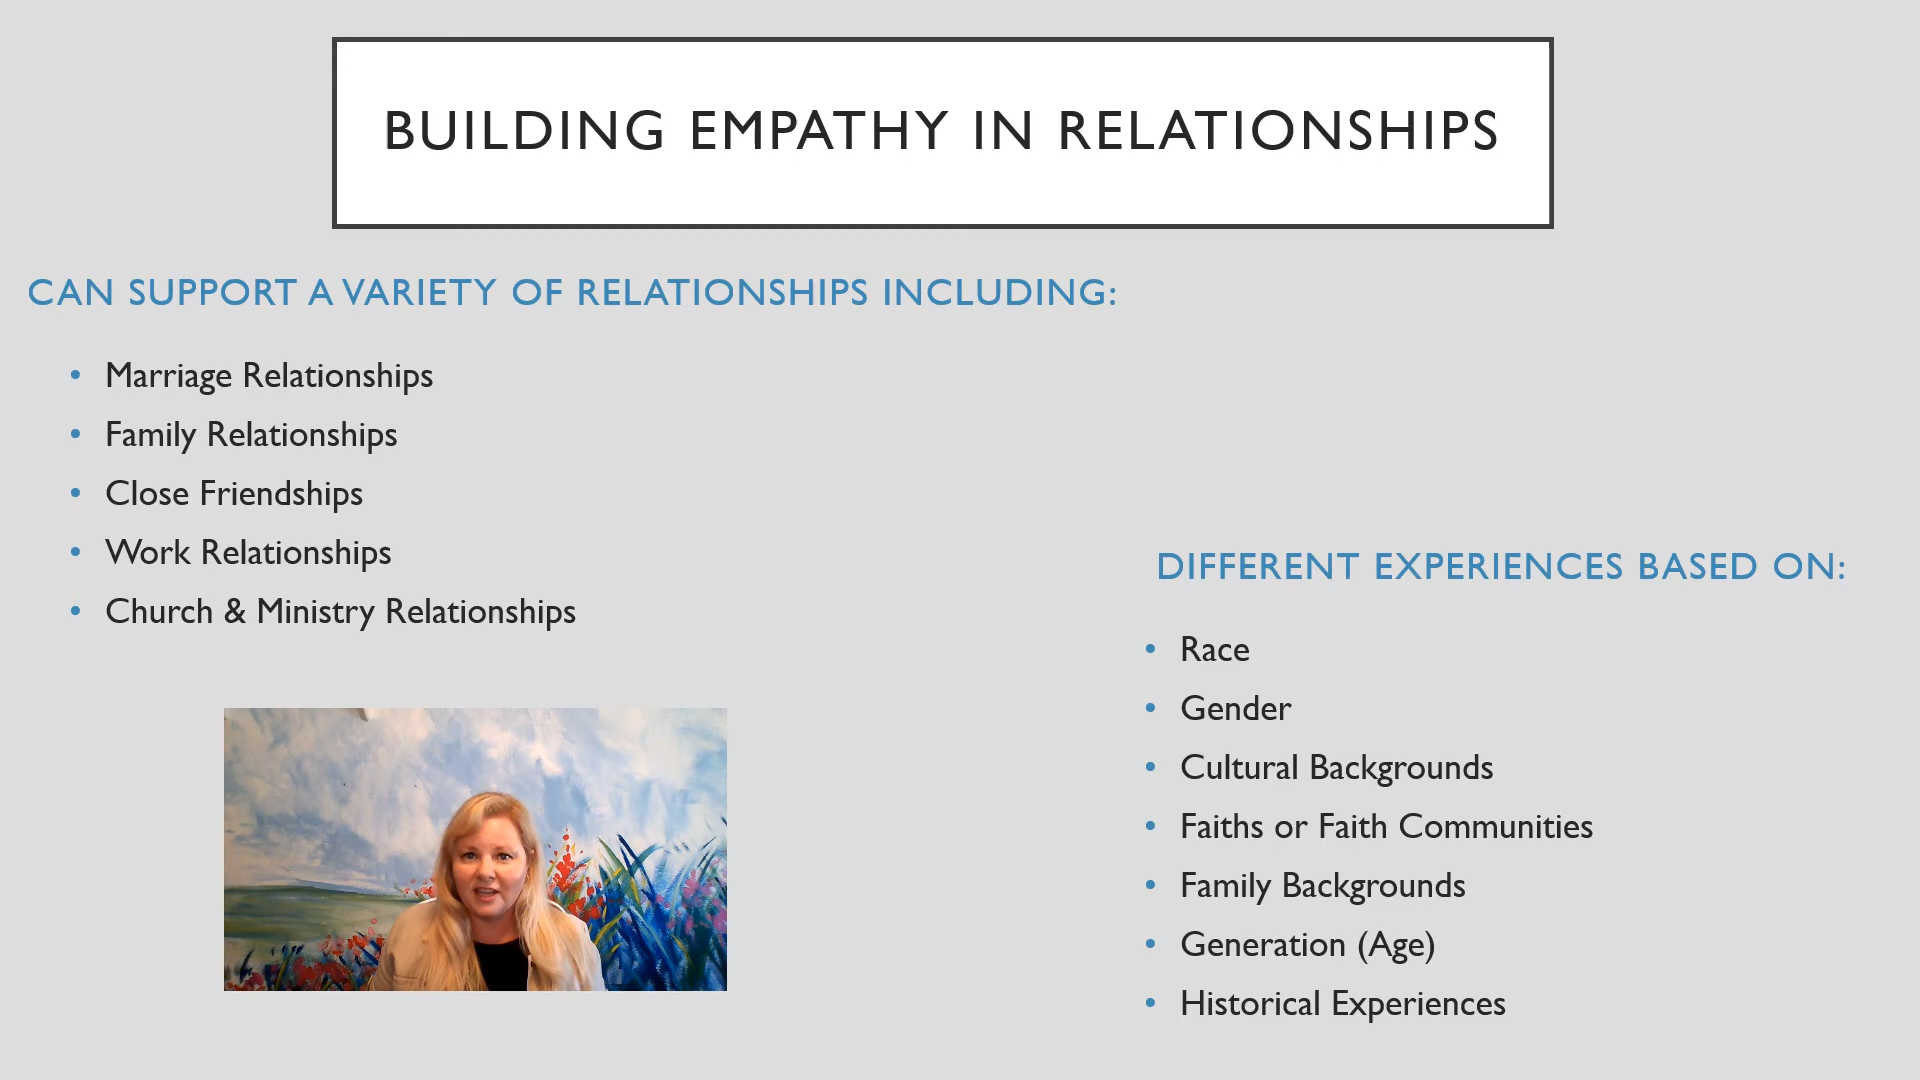 BUILDING EMPATHY IN RELATIONSHIPS
CAN SUPPORT A VARIETY OF RELATIONSHIPS INCLUDING:
• Marriage Relationships
• Family Relationships
• Close Friendships
• Work Relationships
• Church & Ministry Relationships
DIFFERENT EXPERIENCES BASED ON:
• Race
• Gender
• Cultural Backgrounds
• Faiths or Faith Communities
• Family Backgrounds
• Generation (Age)
• Historical Experiences